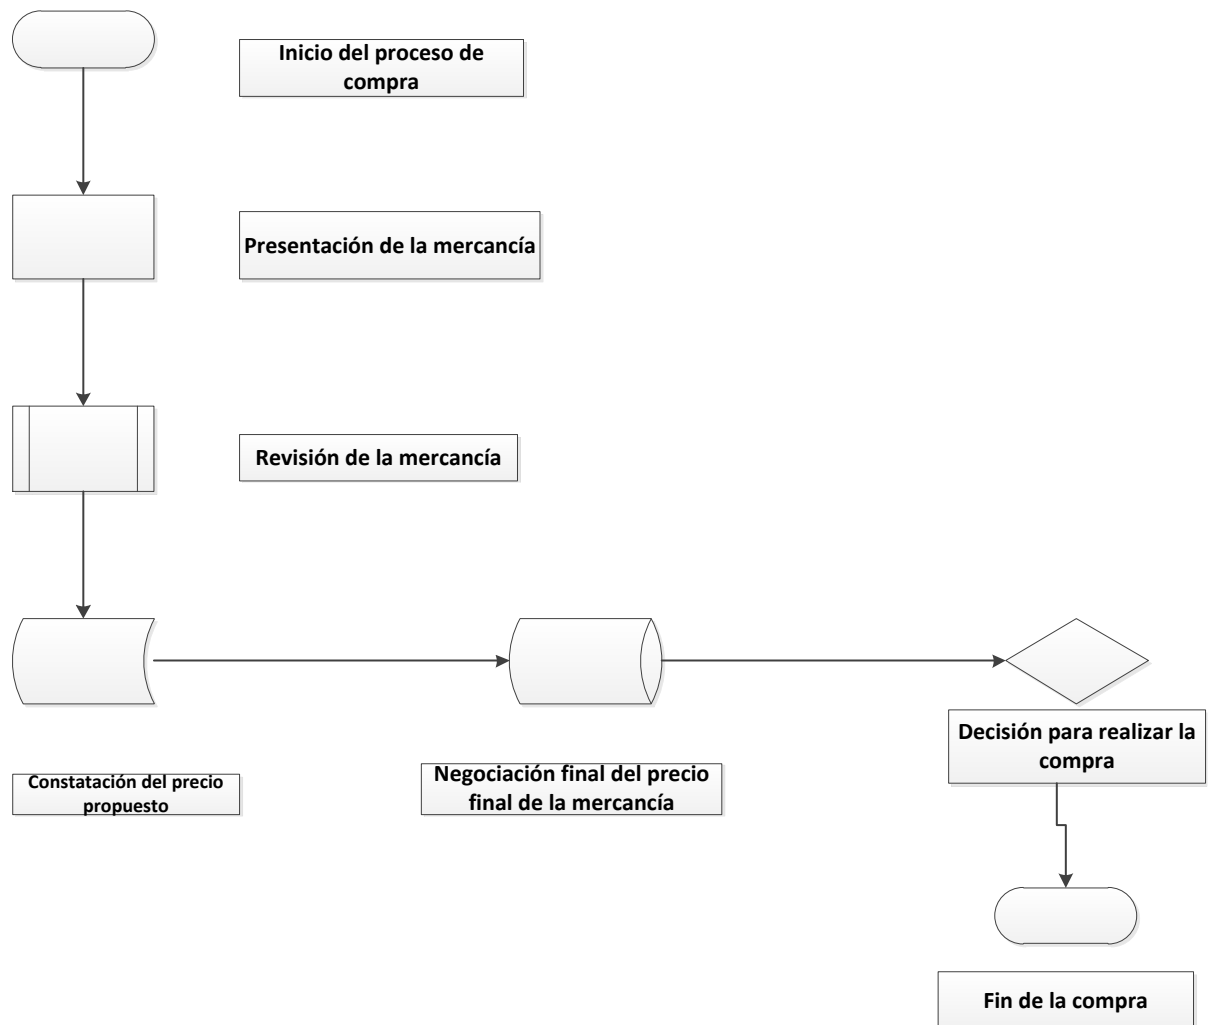 Inicio del proceso de
compra
Presentación de la mercancía
Revisión de la mercancía
Constatación del precio
propuesto
Negociación final del precio
final de la mercancía
Decisión para realizar la
compra
Fin de la compra